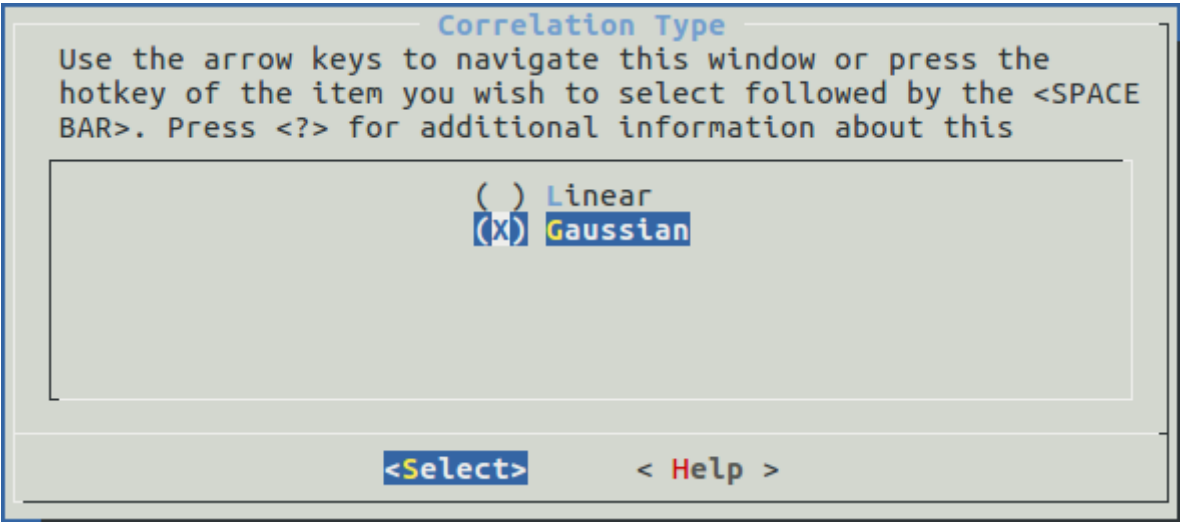 Correlation Type
Use the arrow keys to navigate this window or press the
hotkey of the item you wish to select followed by the <SPACE
BAR>. Press <?> for additional information about this
( ) Linear
(X) Gaussian
<Select> < Help >